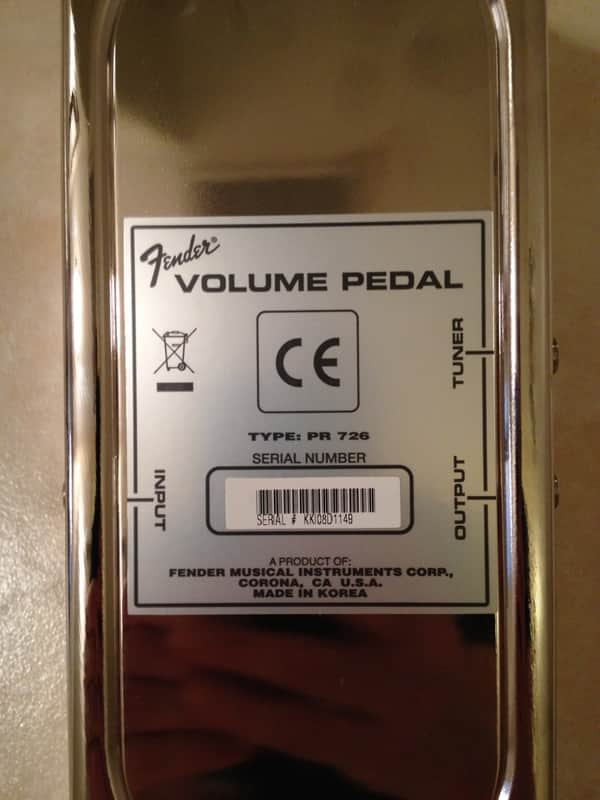 Fender®
VOLUME PEDAL
CE
TUNER
TYPE: PR 726
SERIAL NUMBER
INPUT
OUTPUT
SERIAL # KKI08D1149
A PRODUCT OF:
FENDER MUSICAL INSTRUMENTS CORP.,
CORONA, CA U.S.A.
MADE IN KOREA